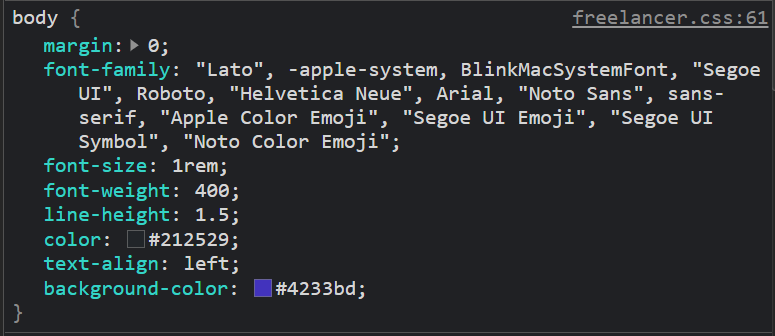 body { freelancer.css:61
margin: 0;
font-family: "Lato", -apple-system, BlinkMacSystemFont, "Segoe
UI", Roboto, "Helvetica Neue", Arial, "Noto Sans", sans-
serif, "Apple Color Emoji", "Segoe UI Emoji", "Segoe UI
Symbol", "Noto Color Emoji";
font-size: 1rem;
font-weight: 400;
line-height: 1.5;
color: #212529;
text-align: left;
background-color: #4233bd;
}